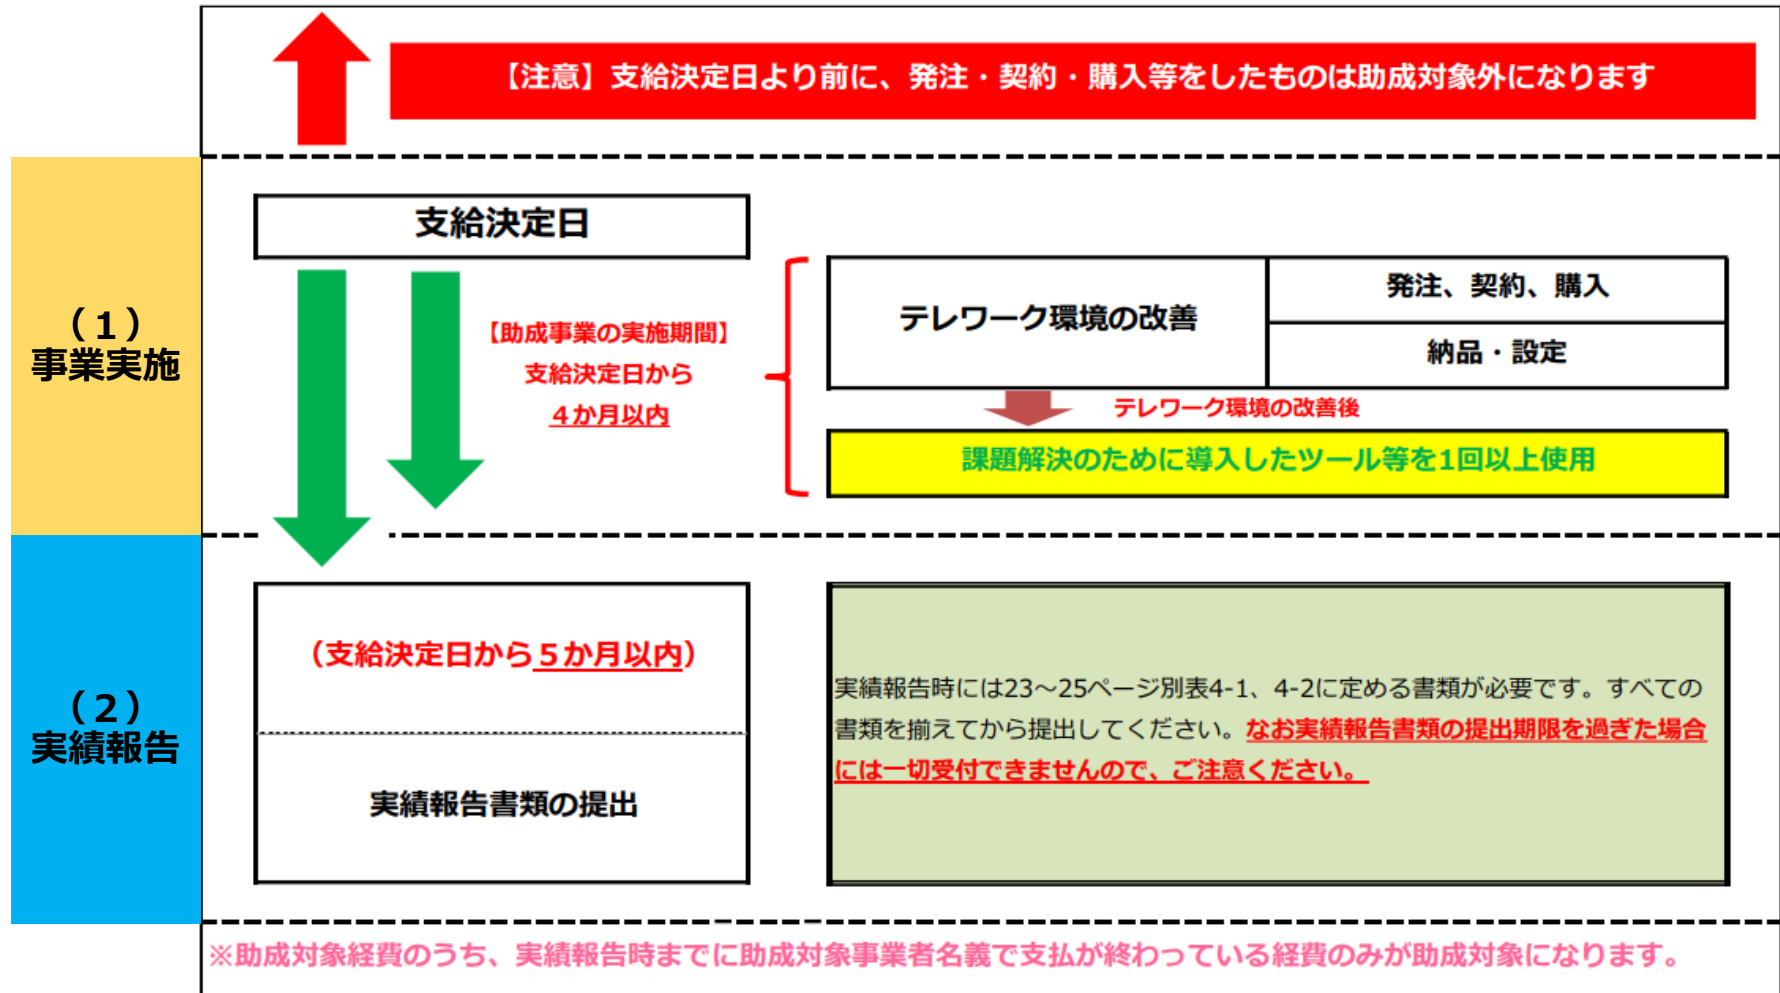 【注意】支給決定日より前に、発注・契約・購入等をしたものは助成対象外になります
（１）
事業実施
支給決定日
【助成事業の実施期間】
支給決定日から
４か月以内
テレワーク環境の改善
発注、契約、購入
納品・設定
テレワーク環境の改善後
課題解決のために導入したツール等を1回以上使用
（２）
実績報告
（支給決定日から５か月以内）
実績報告書類の提出
実績報告時には23～25ページ別表4-1、4-2に定める書類が必要です。すべての
書類を揃えてから提出してください。なお実績報告書類の提出期限を過ぎた場合
には一切受付できませんので、ご注意ください。
※助成対象経費のうち、実績報告時までに助成対象事業者名義で支払が終わっている経費のみが助成対象になります。